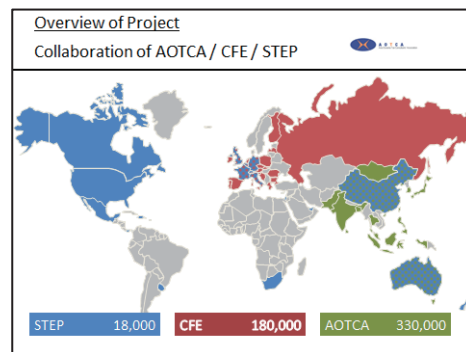 Overview of Project
Collaboration of AOTCA / CFE / STEP
AOTCA
STEP 18,000
CFE 180,000
AOTCA 330,000